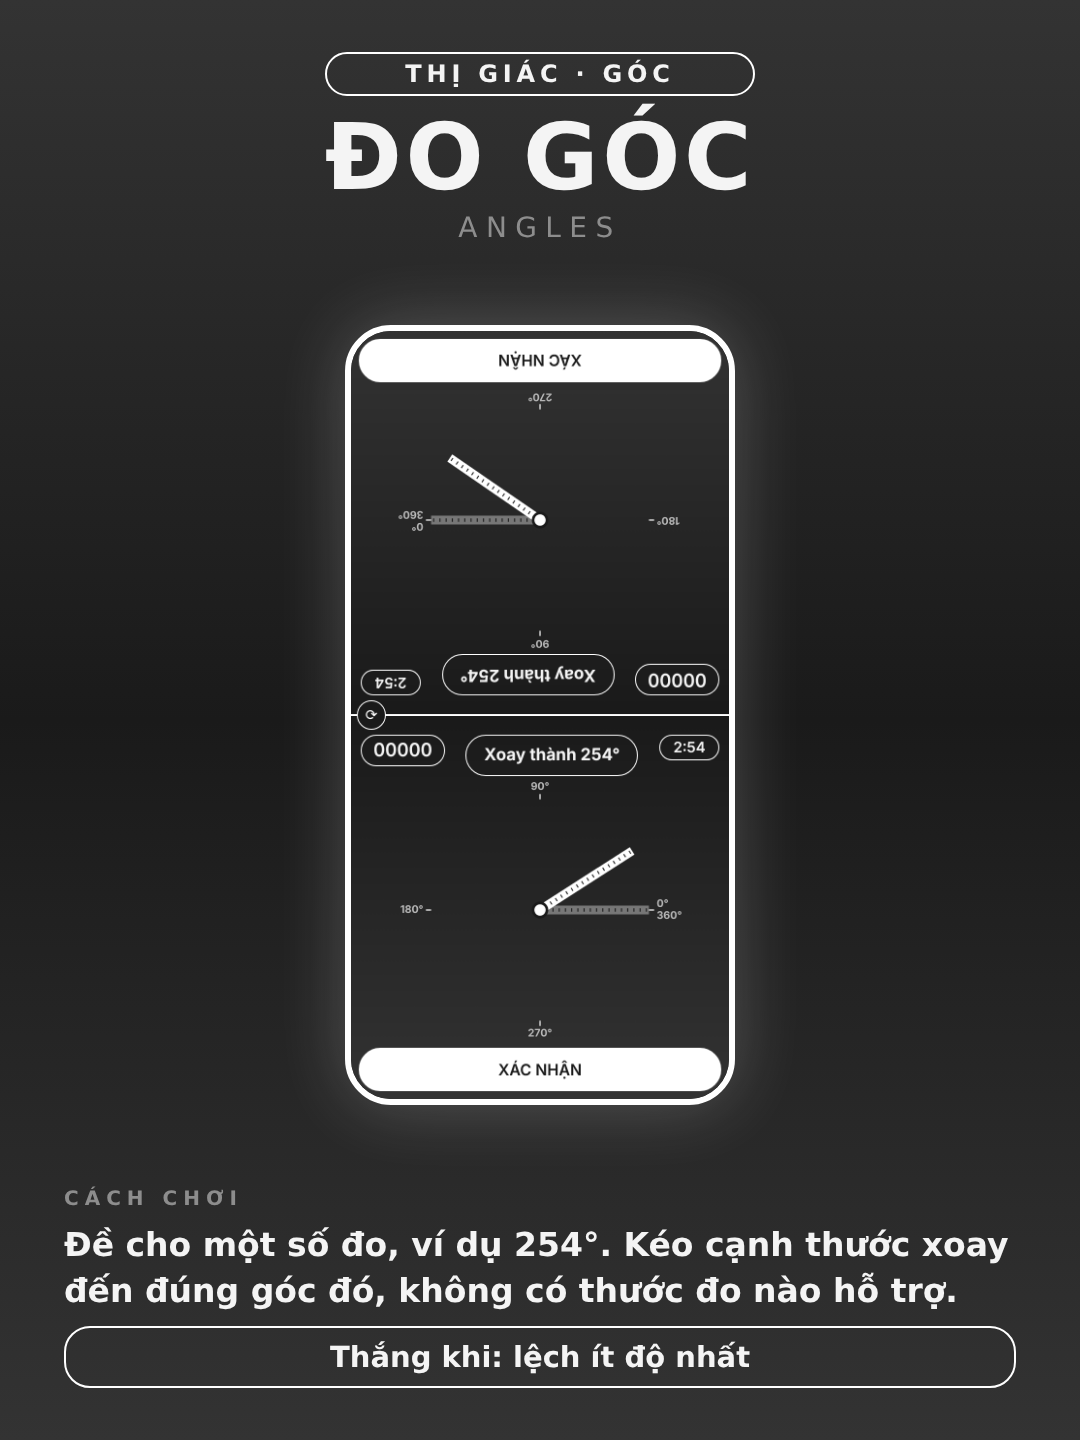 THỊ GIÁC · GÓC
ĐO GÓC
ANGLES
XÁC NHẬN
270°
0°
360°
180°
90°
2:54
Xoay thành 254°
00000
⟳
00000
Xoay thành 254°
2:54
90°
180°
0°
360°
270°
XÁC NHẬN
CÁCH CHƠI
Đề cho một số đo, ví dụ 254°. Kéo cạnh thước xoay
đến đúng góc đó, không có thước đo nào hỗ trợ.
Thắng khi: lệch ít độ nhất